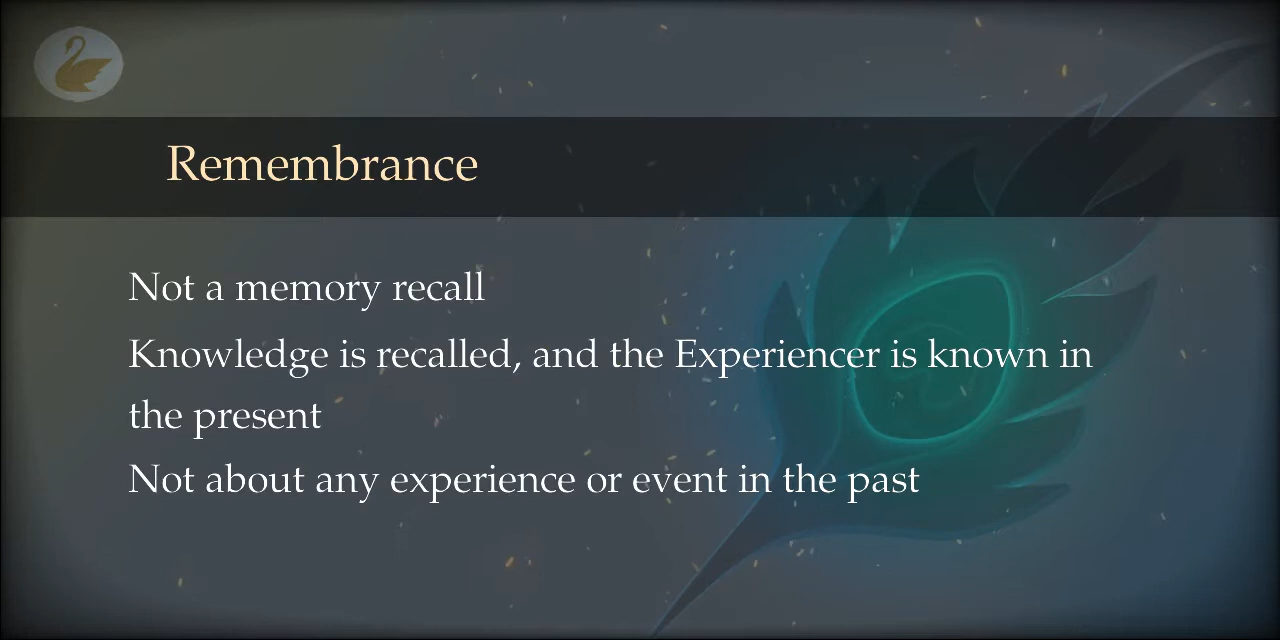 Remembrance
Not a memory recall
Knowledge is recalled, and the Experiencer is known in
the present
Not about any experience or event in the past